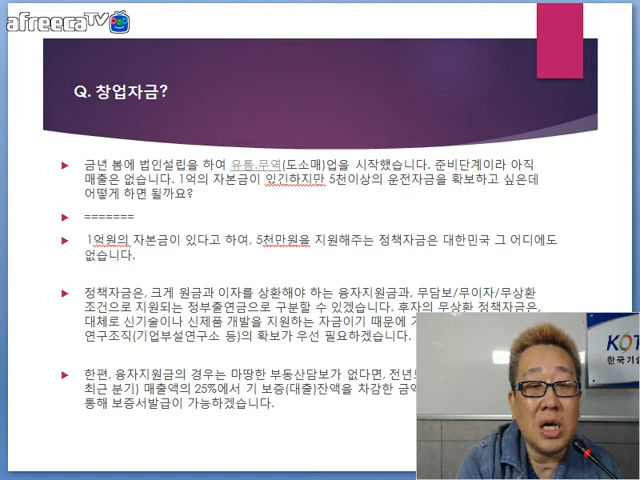 afreecaTV
Q. 창업자금?
금년 봄에 법인설립을 하여 유통.무역(도소매)업을 시작했습니다. 준비단계이라 아직
매출은 없습니다. 1억의 자본금이 있긴하지만 5천이상의 운전자금을 확보하고 싶은데
어떻게 하면 될까요?
=======
1억원의 자본금이 있다고 하여, 5천만원을 지원해주는 정책자금은 대한민국 그 어디에도
없습니다.
정책자금은, 크게 원금과 이자를 상환해야 하는 융자지원금과, 무담보/무이자/무상환
조건으로 지원되는 정부출연금으로 구분할 수 있겠습니다. 후자의 무상환 정책자금은,
대체로 신기술이나 신제품 개발을 지원하는 자금이기 때문에
연구조직(기업부설연구소 등)의 확보가 우선 필요하겠습니다.
한편, 융자지원금의 경우는 마땅한 부동산담보가 없다면,
최근 분기) 매출액의 25%에서 기 보증(대출)잔액을 차감한
통해 보증서발급이 가능하겠습니다.
KOT
한국기술